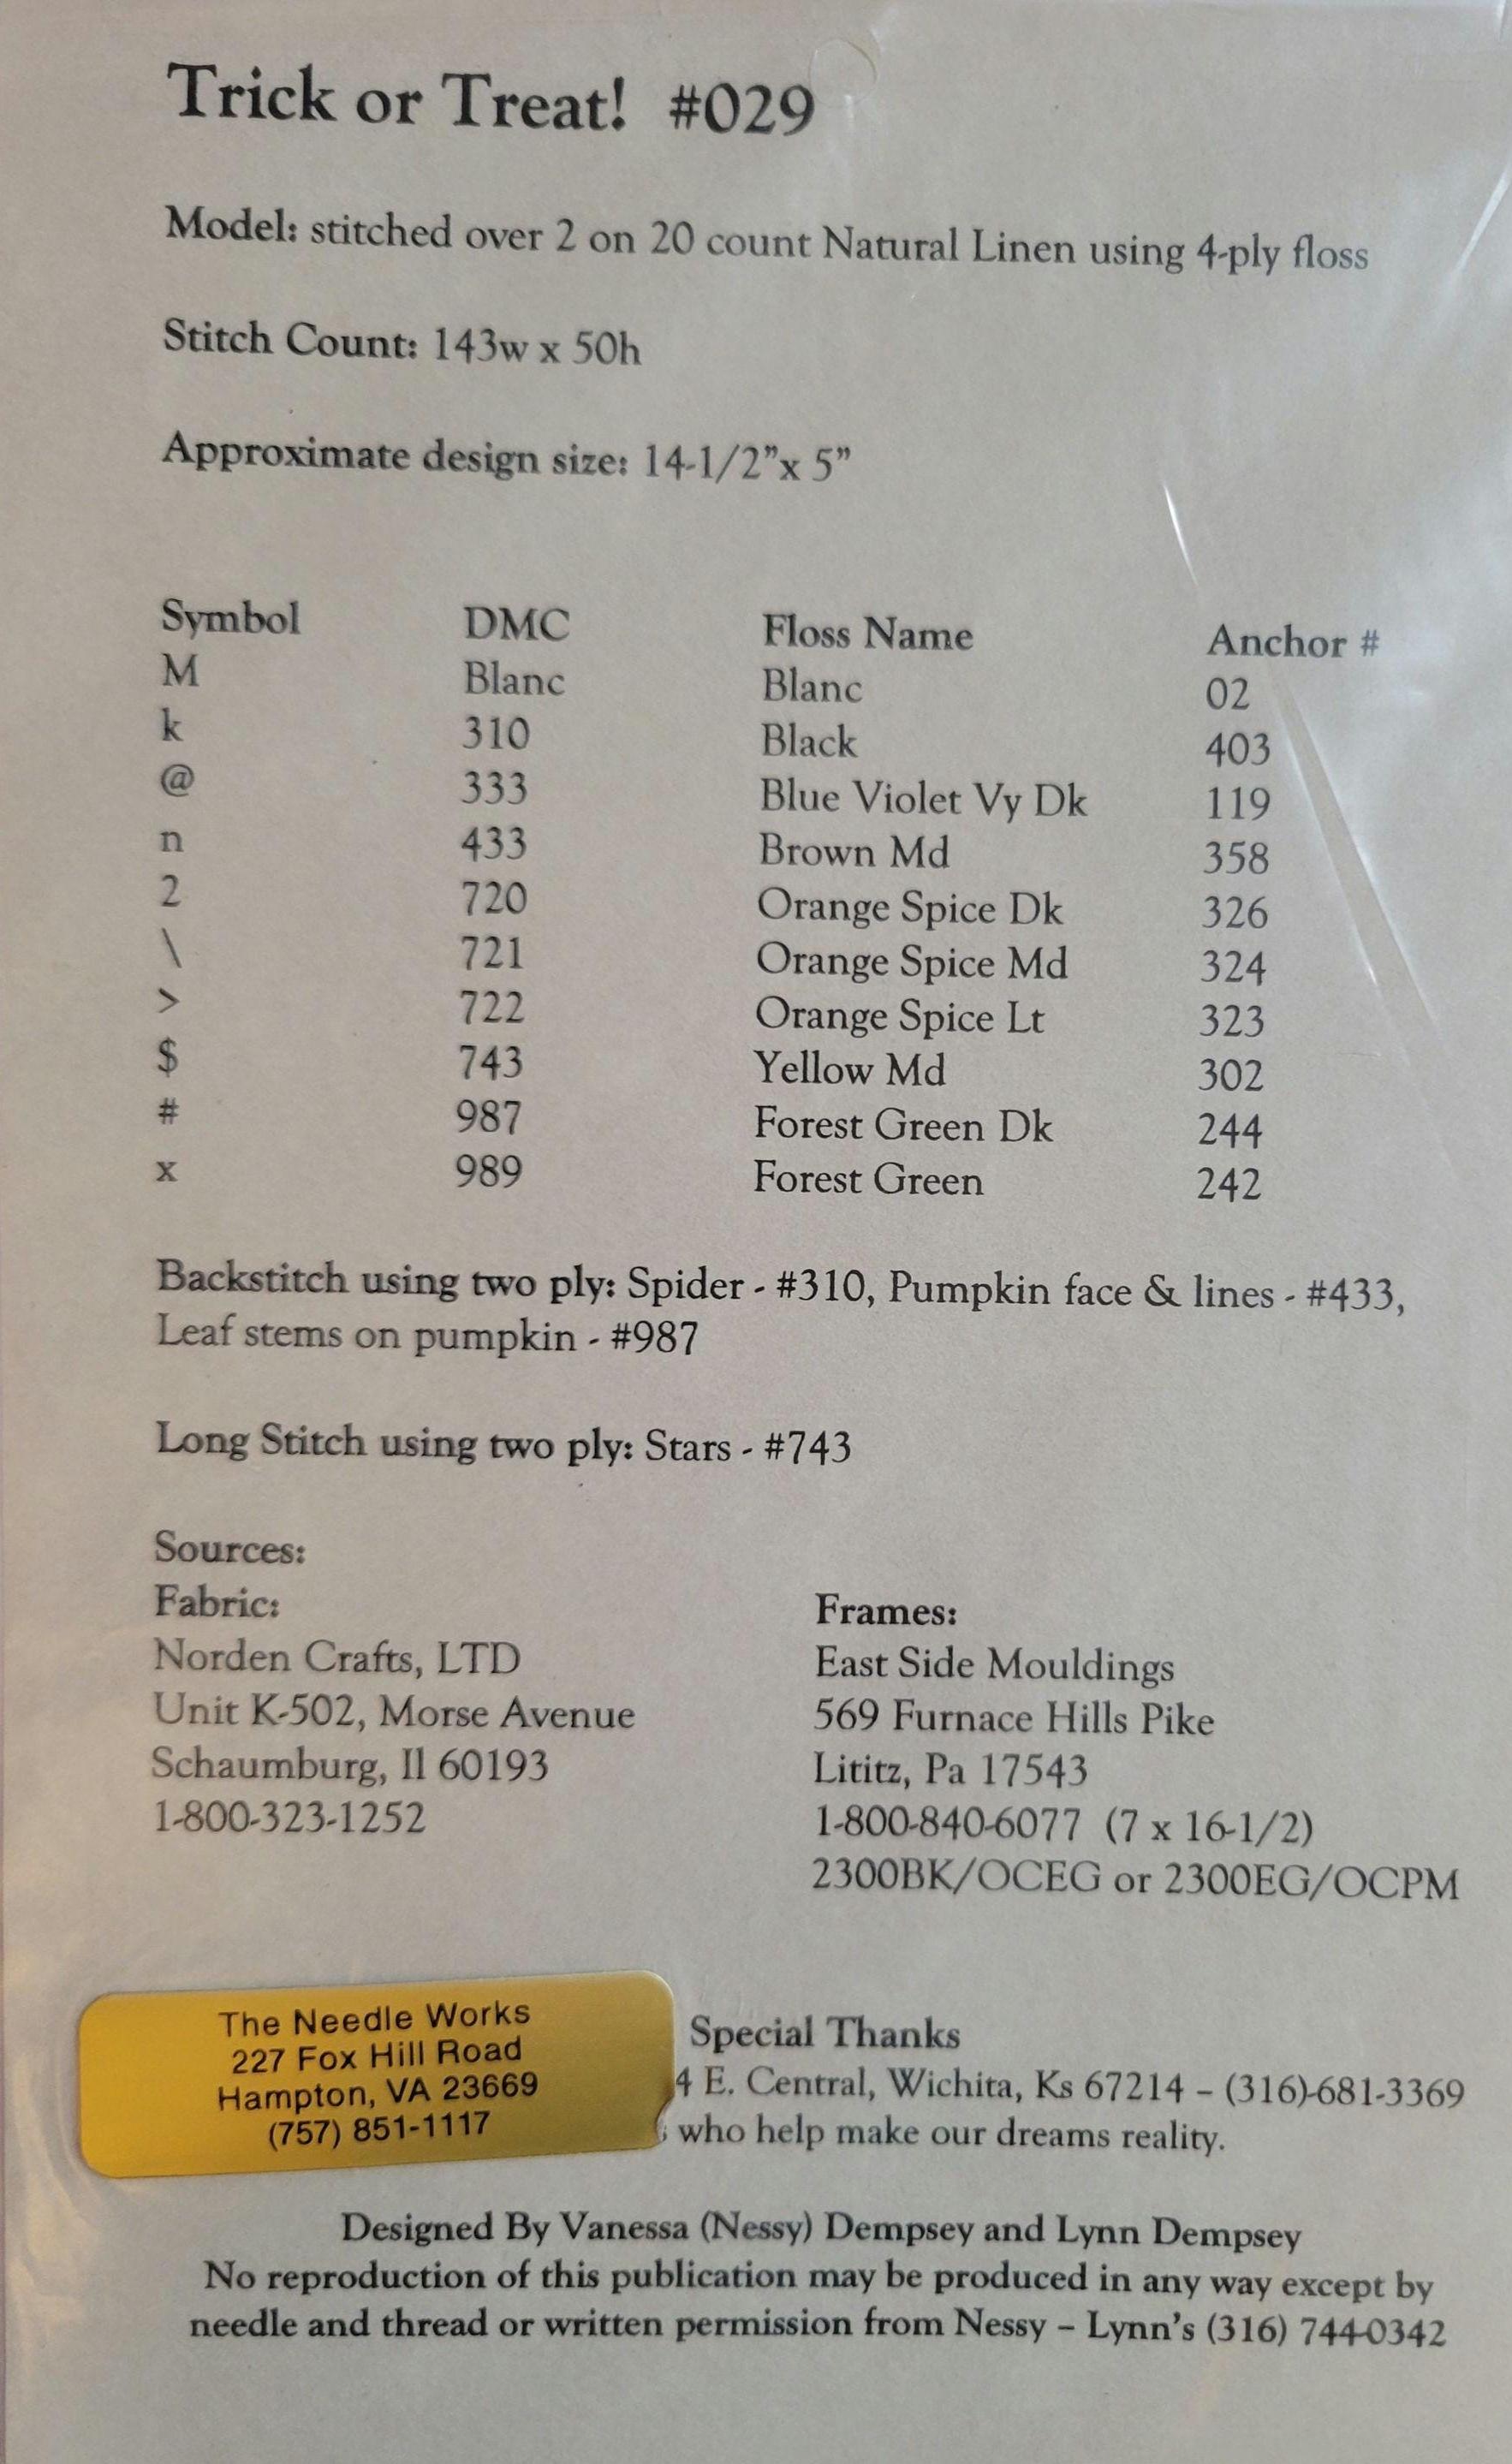 Trick or Treat! #029
Model: stitched over 2 on 20 count Natural Linen using 4-ply floss
Stitch Count: 143w x 50h
Approximate design size: 14-1/2”x 5”
Symbol DMC Floss Name Anchor #
M Blanc Blanc 02
k 310 Black 403
@ 333 Blue Violet Vy Dk 119
n 433 Brown Md 358
2 720 Orange Spice Dk 326
\ 721 Orange Spice Md 324
> 722 Orange Spice Lt 323
$ 743 Yellow Md 302
# 987 Forest Green Dk 244
x 989 Forest Green 242
Backstitch using two ply: Spider - #310, Pumpkin face & lines - #433,
Leaf stems on pumpkin - #987
Long Stitch using two ply: Stars - #743
Sources:
Fabric:
Norden Crafts, LTD
Unit K-502, Morse Avenue
Schaumburg, Il 60193
1-800-323-1252
Frames:
East Side Mouldings
569 Furnace Hills Pike
Lititz, Pa 17543
1-800-840-6077 (7 x 16-1/2)
2300BK/OCEG or 2300EG/OCPM
The Needle Works
227 Fox Hill Road
Hampton, VA 23669
(757) 851-1117
Special Thanks
4 E. Central, Wichita, Ks 67214 – (316)-681-3369
who help make our dreams reality.
Designed By Vanessa (Nessy) Dempsey and Lynn Dempsey
No reproduction of this publication may be produced in any way except by
needle and thread or written permission from Nessy – Lynn’s (316) 744-0342